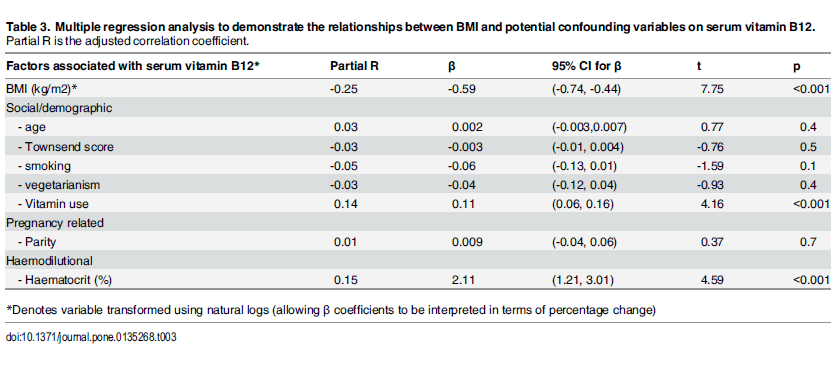 Table 3. Multiple regression analysis to demonstrate the relationships between BMI and potential confounding variables on serum vitamin B12.
Partial R is the adjusted correlation coefficient.
Factors associated with serum vitamin B12* Partial R β 95% CI for β t p
BMI (kg/m2)* -0.25 -0.59 (-0.74, -0.44) 7.75 <0.001
Social/demographic
- age 0.03 0.002 (-0.003,0.007) 0.77 0.4
- Townsend score -0.03 -0.003 (-0.01, 0.004) -0.76 0.5
- smoking -0.05 -0.06 (-0.13, 0.01) -1.59 0.1
- vegetarianism -0.03 -0.04 (-0.12, 0.04) -0.93 0.4
- Vitamin use 0.14 0.11 (0.06, 0.16) 4.16 <0.001
Pregnancy related
- Parity 0.01 0.009 (-0.04, 0.06) 0.37 0.7
Haemodilutional
- Haematocrit (%) 0.15 2.11 (1.21, 3.01) 4.59 <0.001
*Denotes variable transformed using natural logs (allowing β coefficients to be interpreted in terms of percentage change)
doi:10.1371/journal.pone.0135268.t003